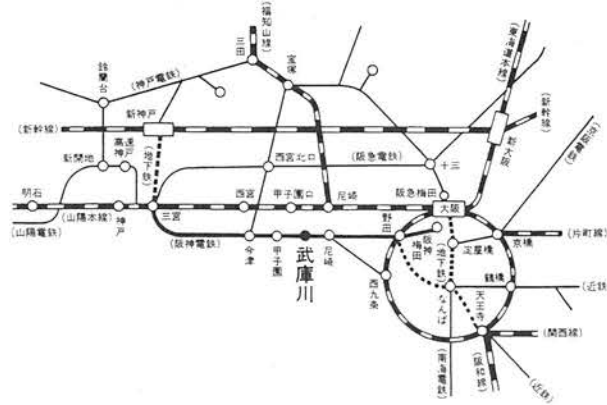 (福知山線)
三田
宝塚
(東海道本線)
鈴蘭台
(神戸電鉄)
(新幹線)
新神戸
(新幹線)
新大阪
(京阪電鉄)
高速神戸
新開地
(地下鉄)
西宮北口
(阪急電鉄)
十三
明石
西宮
甲子園口
尼崎
阪急梅田
大阪
(山陽本線)
神戸
三宮
野田
(山陽電鉄)
(阪神電鉄)
今津
甲子園
武庫川
尼崎
阪神梅田
(地下鉄)
淀屋橋
京橋
(片町線)
西九条
なんば
鶴橋
(近鉄)
天王寺
(関西線)
(南海電鉄)
(阪和線)
(近鉄)